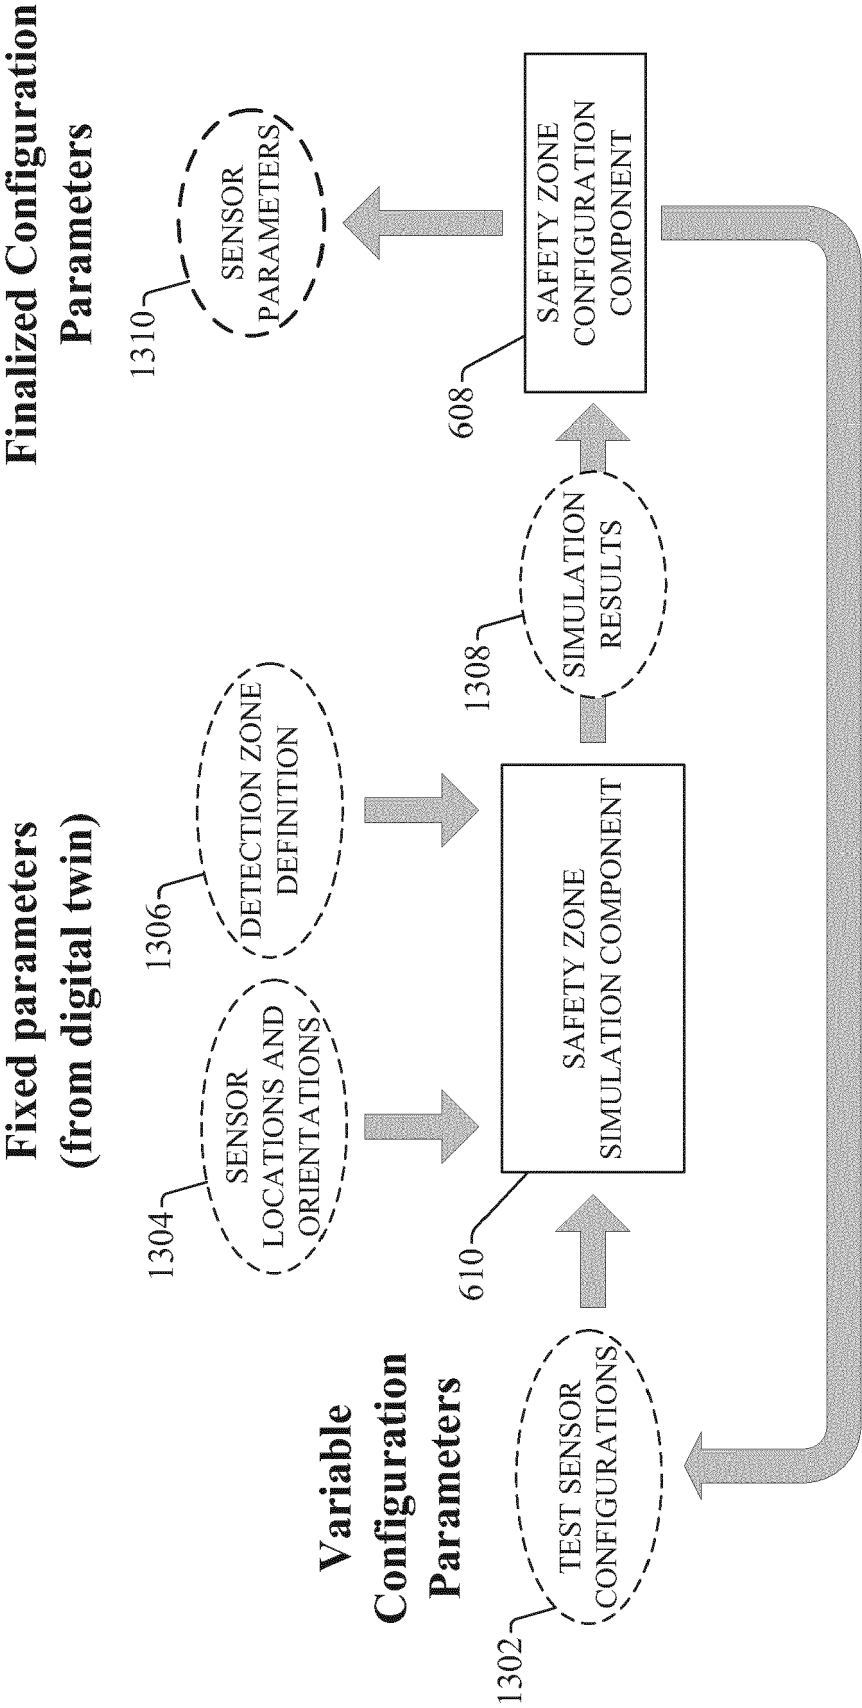 Variable
Configuration
Parameters
Fixed parameters
(from digital twin)
Finalized Configuration
Parameters
1302
TEST SENSOR
CONFIGURATIONS
1304
SENSOR
LOCATIONS AND
ORIENTATIONS
1306
DETECTION ZONE
DEFINITION
610
SAFETY ZONE
SIMULATION COMPONENT
1308
SIMULATION
RESULTS
608
SAFETY ZONE
CONFIGURATION
COMPONENT
1310
SENSOR
PARAMETERS